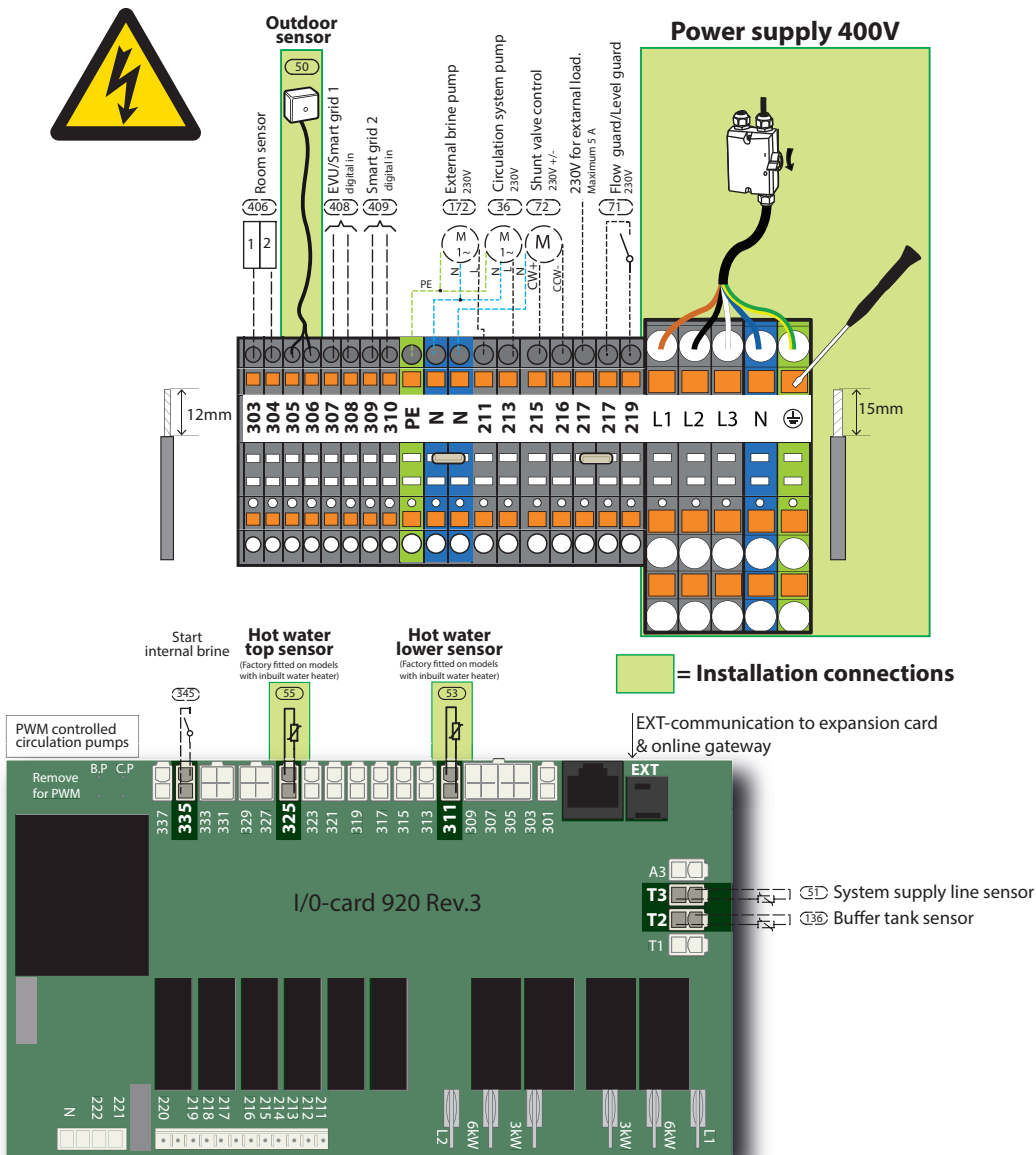 Outdoor
sensor
Power supply 400V
50
Room sensor
EVU/Smart grid 1
digital in
Smart grid 2
digital in
External brine pump
230V
Circulation system pump
230V
Shunt valve control
230V +/-
230V for extarnal load.
Maximum 5 A
Flow guard/Level guard
230V
406
408
409
172
36
72
71
1 2
M
1~
M
1~
M
PE
N
L
N
L
N
CW+
CCW-
12mm
303 304 305 306 307 308 309 310 PE N N 211 213 215 216 217 217 219 L1 L2 L3 N
15mm
Start
internal brine
Hot water
top sensor
(Factory fitted on models
with inbuilt water heater)
Hot water
lower sensor
(Factory fitted on models
with inbuilt water heater)
345
55
53
= Installation connections
PWM controlled
circulation pumps
EXT-communication to expansion card
& online gateway
B.P C.P
Remove
for PWM
EXT
337 335 333 331 329 327 325 323 321 319 317 315 313 311 309 307 305 303 301
A3
T3
51 System supply line sensor
T2
136 Buffer tank sensor
T1
I/0-card 920 Rev.3
N 222 221 220 219 218 217 216 215 214 213 212 211
L2 6kW 3kW 3kW 6kW L1